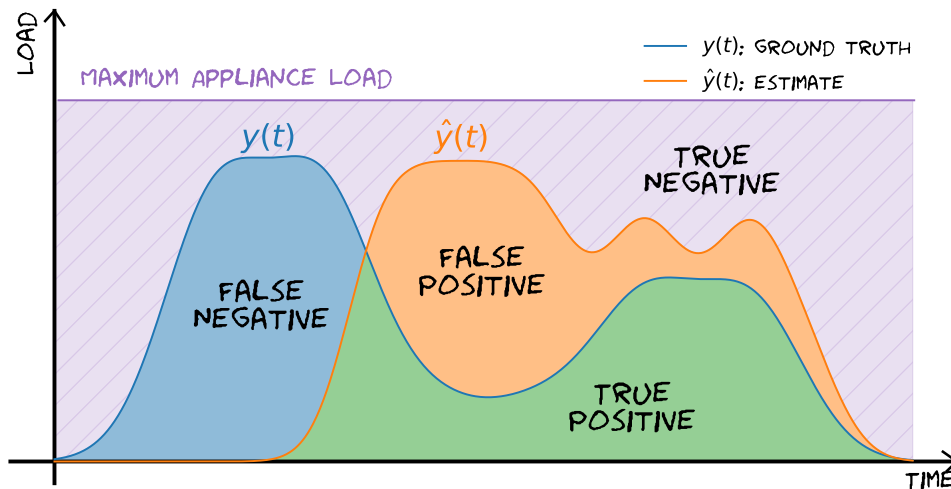 LOAD
y(t): GROUND TRUTH
ŷ(t): ESTIMATE
MAXIMUM APPLIANCE LOAD
y(t)
ŷ(t)
TRUE
NEGATIVE
FALSE
POSITIVE
FALSE
NEGATIVE
TRUE
POSITIVE
TIME